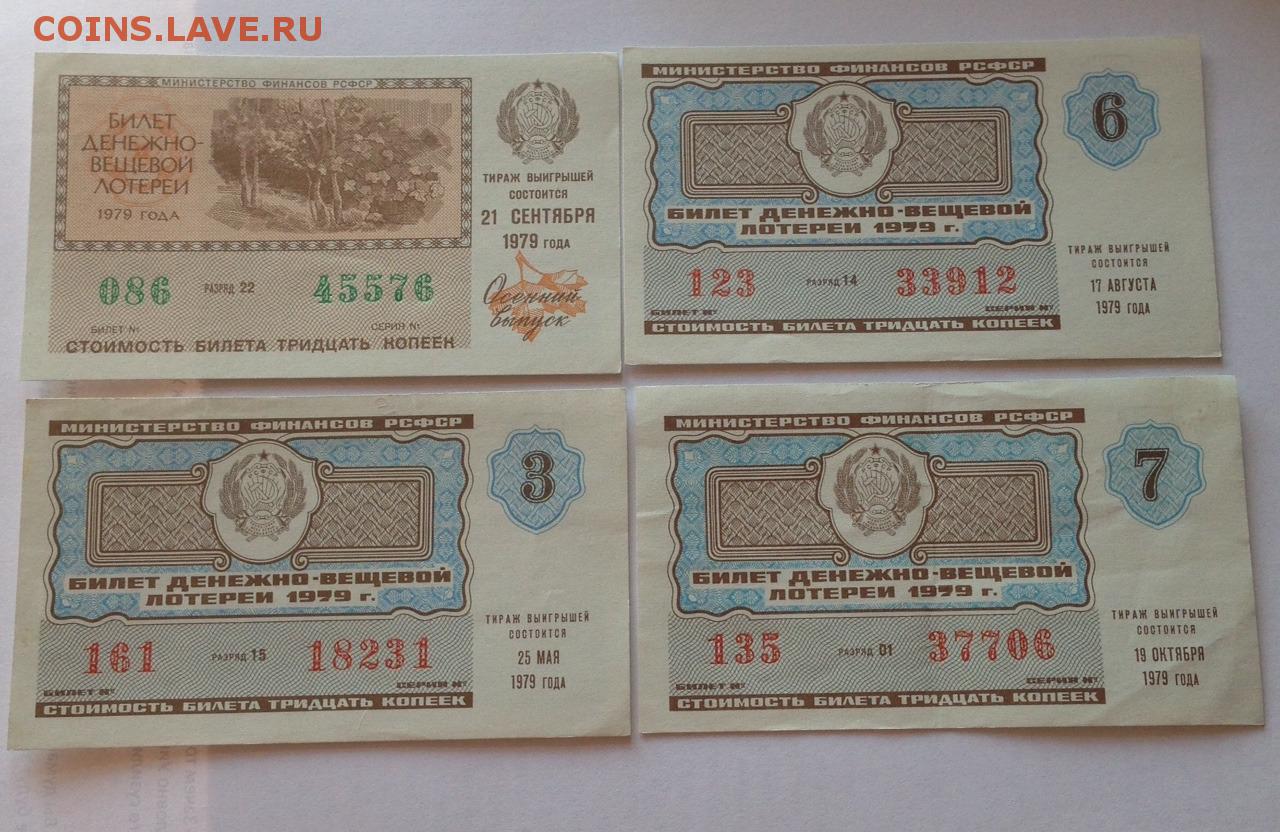 COINS.LAVE.RU
МИНИСТЕРСТВО ФИНАНСОВ РСФСР
БИЛЕТ
ДЕНЕЖНО-
ВЕЩЕВОЙ
ЛОТЕРЕИ
1979 ГОДА
ТИРАЖ ВЫИГРЫШЕЙ
СОСТОИТСЯ
21 СЕНТЯБРЯ
1979 ГОДА
086 РАЗРЯД 22 45576
Осенний
выпуск
БИЛЕТ № СЕРИЯ №
СТОИМОСТЬ БИЛЕТА ТРИДЦАТЬ КОПЕЕК
МИНИСТЕРСТВО ФИНАНСОВ РСФСР
6
РСФСР
БИЛЕТ ДЕНЕЖНО-ВЕЩЕВОЙ
ЛОТЕРЕИ 1979 г.
ТИРАЖ ВЫИГРЫШЕЙ
СОСТОИТСЯ
17 АВГУСТА
1979 ГОДА
123 РАЗРЯД 14 33912
БИЛЕТ № СЕРИЯ №
СТОИМОСТЬ БИЛЕТА ТРИДЦАТЬ КОПЕЕК
МИНИСТЕРСТВО ФИНАНСОВ РСФСР
3
РСФСР
БИЛЕТ ДЕНЕЖНО-ВЕЩЕВОЙ
ЛОТЕРЕИ 1979 г.
ТИРАЖ ВЫИГРЫШЕЙ
СОСТОИТСЯ
25 МАЯ
1979 ГОДА
161 РАЗРЯД 15 18231
БИЛЕТ № СЕРИЯ №
СТОИМОСТЬ БИЛЕТА ТРИДЦАТЬ КОПЕЕК
МИНИСТЕРСТВО ФИНАНСОВ РСФСР
7
РСФСР
БИЛЕТ ДЕНЕЖНО-ВЕЩЕВОЙ
ЛОТЕРЕИ 1979 г.
ТИРАЖ ВЫИГРЫШЕЙ
СОСТОИТСЯ
19 ОКТЯБРЯ
1979 ГОДА
135 РАЗРЯД 01 37706
БИЛЕТ № СЕРИЯ №
СТОИМОСТЬ БИЛЕТА ТРИДЦАТЬ КОПЕЕК